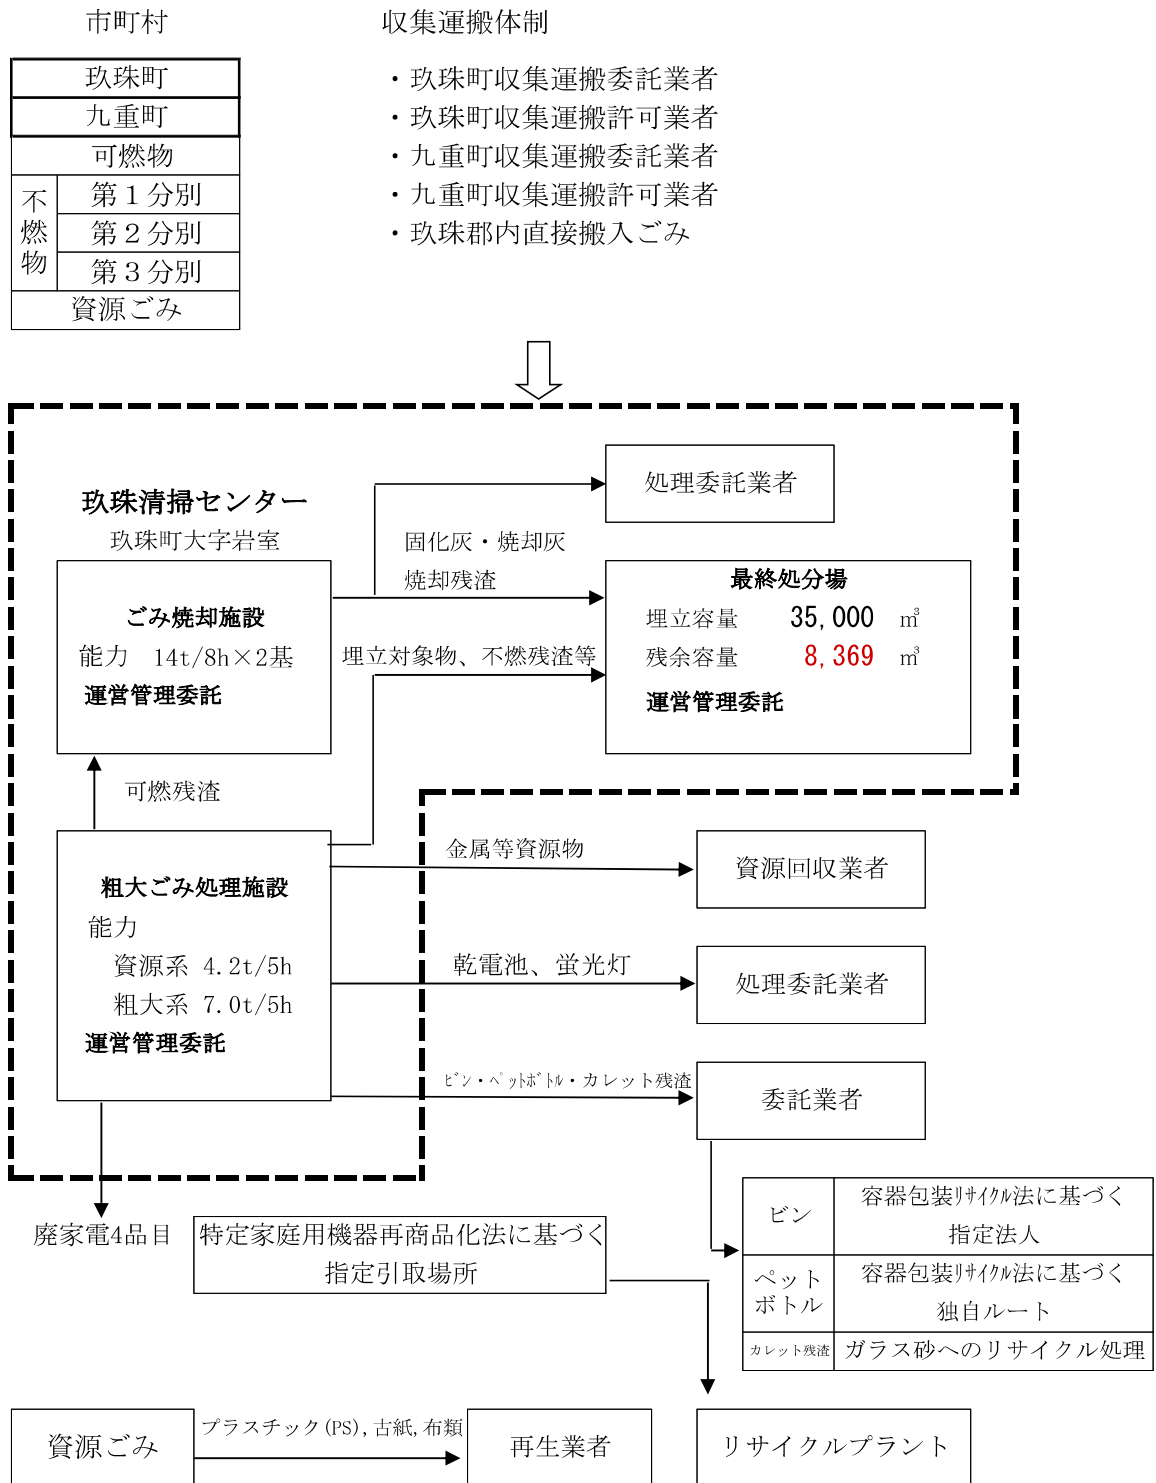 市町村
収集運搬体制
玖珠町
九重町
可燃物
不燃物
第１分別
第２分別
第３分別
資源ごみ
・玖珠町収集運搬委託業者
・玖珠町収集運搬許可業者
・九重町収集運搬委託業者
・九重町収集運搬許可業者
・玖珠郡内直接搬入ごみ
玖珠清掃センター
玖珠町大字岩室
処理委託業者
固化灰・焼却灰
焼却残渣
ごみ焼却施設
能力　14t/8h×2基
運営管理委託
最終処分場
埋立容量　35,000　㎥
残余容量　8,369　㎥
運営管理委託
埋立対象物、不燃残渣等
可燃残渣
粗大ごみ処理施設
能力
資源系 4.2t/5h
粗大系 7.0t/5h
運営管理委託
金属等資源物
資源回収業者
乾電池、蛍光灯
処理委託業者
ﾋﾞﾝ・ﾍﾟｯﾄﾎﾞﾄﾙ・カレット残渣
委託業者
廃家電4品目
特定家庭用機器再商品化法に基づく
指定引取場所
ビン
容器包装ﾘｻｲｸﾙ法に基づく
指定法人
ペット
ボトル
容器包装ﾘｻｲｸﾙ法に基づく
独自ルート
カレット残渣
ガラス砂へのリサイクル処理
資源ごみ
プラスチック(PS),古紙,布類
再生業者
リサイクルプラント